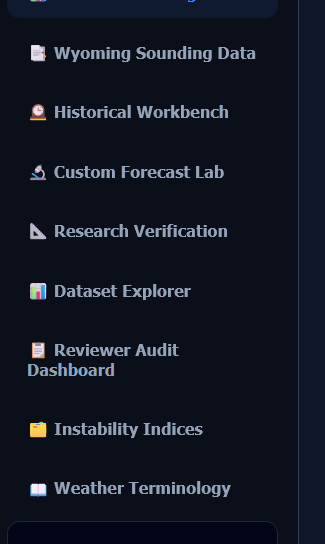 Wyoming Sounding Data
Historical Workbench
Custom Forecast Lab
Research Verification
Dataset Explorer
Reviewer Audit
Dashboard
Instability Indices
Weather Terminology